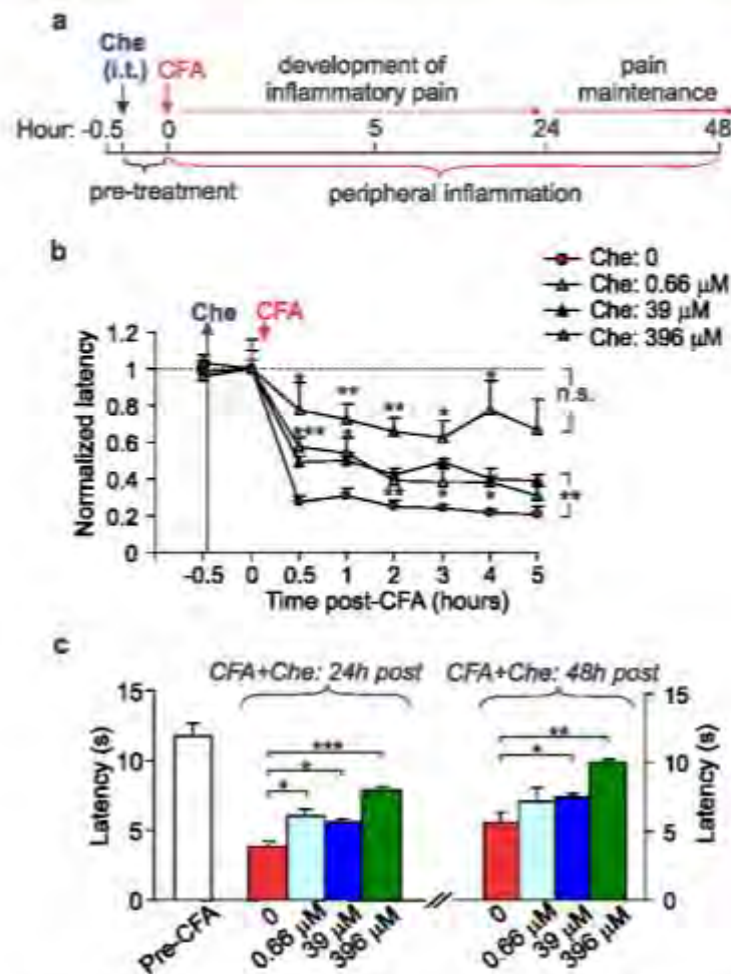 a
Che
(i.t.) CFA
development of inflammatory pain
pain maintenance
Hour: -0.5 0 5 24 48
pre-treatment
peripheral inflammation
b
Che: 0
Che: 0.66 μM
Che: 39 μM
Che: 396 μM
Che CFA
Normalized latency
1.2
1
0.8
0.6
0.4
0.2
0
* ** ** * *
*** *
** * *
n.s.
**
-0.5 0 0.5 1 2 3 4 5
Time post-CFA (hours)
c
CFA+Che: 24h post CFA+Che: 48h post
Latency (s)
15
10
5
0
***
*
*
**
*
15
10
5
0
Latency (s)
Pre-CFA 0 0.66 μM 39 μM 396 μM 0 0.66 μM 39 μM 396 μM